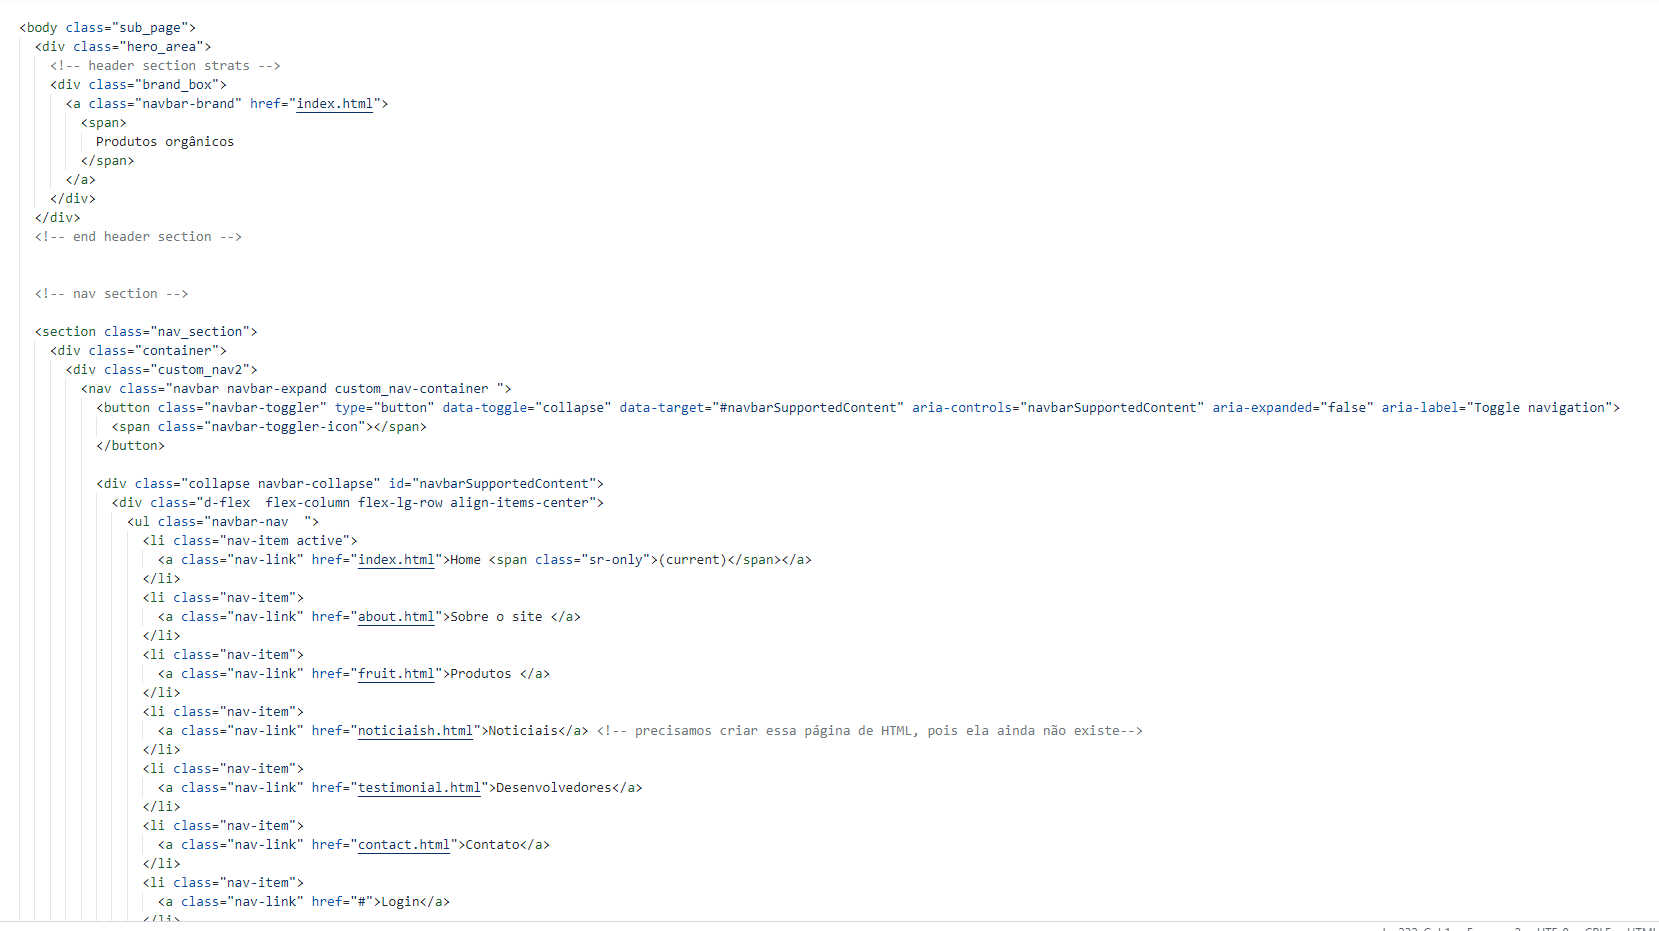 <body class="sub_page">
<div class="hero_area">
<!-- header section strats -->
<div class="brand_box">
<a class="navbar-brand" href="index.html">
<span>
Produtos orgânicos
</span>
</a>
</div>
</div>
<!-- end header section -->
<!-- nav section -->
<section class="nav_section">
<div class="container">
<div class="custom_nav2">
<nav class="navbar navbar-expand custom_nav-container ">
<button class="navbar-toggler" type="button" data-toggle="collapse" data-target="#navbarSupportedContent" aria-controls="navbarSupportedContent" aria-expanded="false" aria-label="Toggle navigation">
<span class="navbar-toggler-icon"></span>
</button>
<div class="collapse navbar-collapse" id="navbarSupportedContent">
<div class="d-flex  flex-column flex-lg-row align-items-center">
<ul class="navbar-nav  ">
<li class="nav-item active">
<a class="nav-link" href="index.html">Home <span class="sr-only">(current)</span></a>
</li>
<li class="nav-item">
<a class="nav-link" href="about.html">Sobre o site </a>
</li>
<li class="nav-item">
<a class="nav-link" href="fruit.html">Produtos </a>
</li>
<li class="nav-item">
<a class="nav-link" href="noticiaish.html">Noticiais</a> <!-- precisamos criar essa página de HTML, pois ela ainda não existe-->
</li>
<li class="nav-item">
<a class="nav-link" href="testimonial.html">Desenvolvedores</a>
</li>
<li class="nav-item">
<a class="nav-link" href="contact.html">Contato</a>
</li>
<li class="nav-item">
<a class="nav-link" href="#">Login</a>
</li>